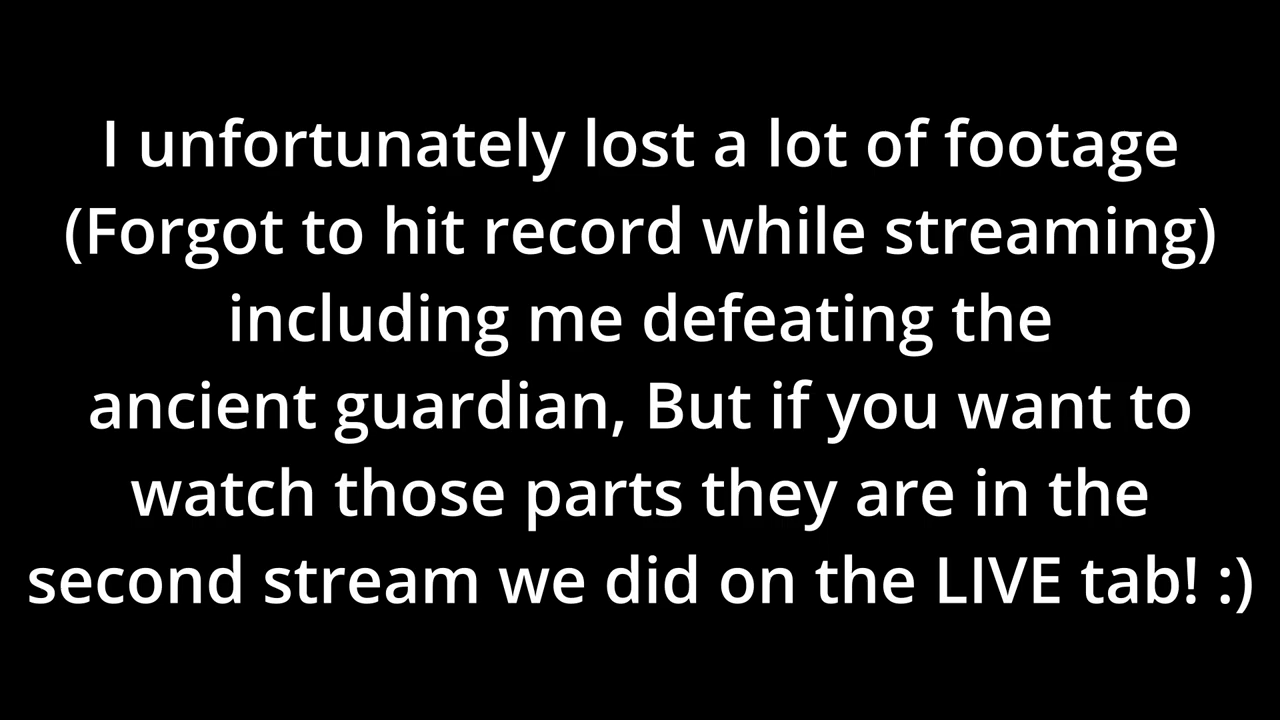 I unfortunately lost a lot of footage
(Forgot to hit record while streaming)
including me defeating the
ancient guardian, But if you want to
watch those parts they are in the
second stream we did on the LIVE tab! :)